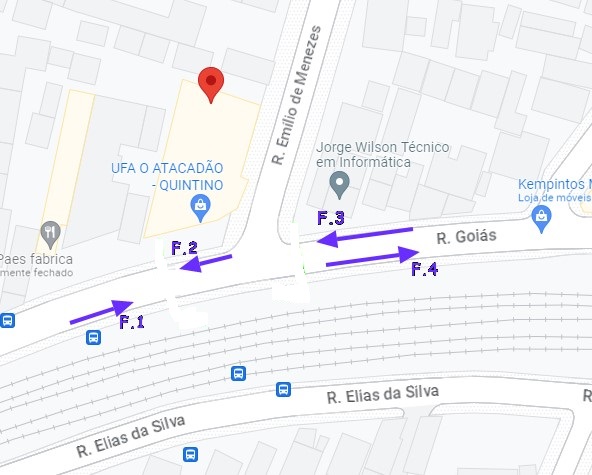 R. Emílio de Menezes
Jorge Wilson Técnico
em Informática
UFA O ATACADÃO
- QUINTINO
Kempintos M
Loja de móveis
F.3
R. Goiás
F.2
Paes fabrica
mente fechado
F.4
F.1
R. Elias da Silva
R. Elias da Silva
R